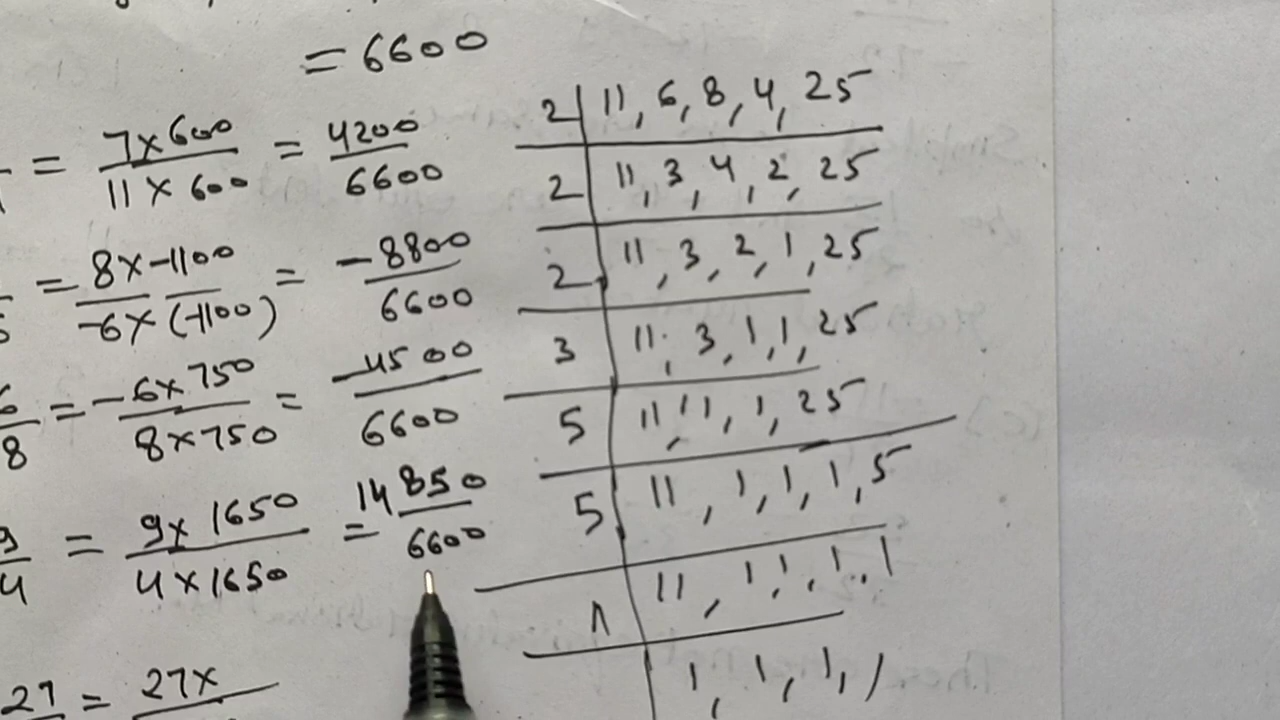 = 6600
= 7×600/11×600 = 4200/6600
= 8×-1100/-6×(-1100) = -8800/6600
6/8 = -6×750/8×750 = -4500/6600
9/4 = 9×1650/4×1650 = 14850/6600
27 = 27×
2 | 11, 6, 8, 4, 25
2 | 11, 3, 4, 2, 25
2 | 11, 3, 2, 1, 25
3 | 11, 3, 1, 1, 25
5 | 11, 1, 1, 25
5 | 11, 1, 1, 1, 5
11, 1, 1, 1, 1
1, 1, 1, 1